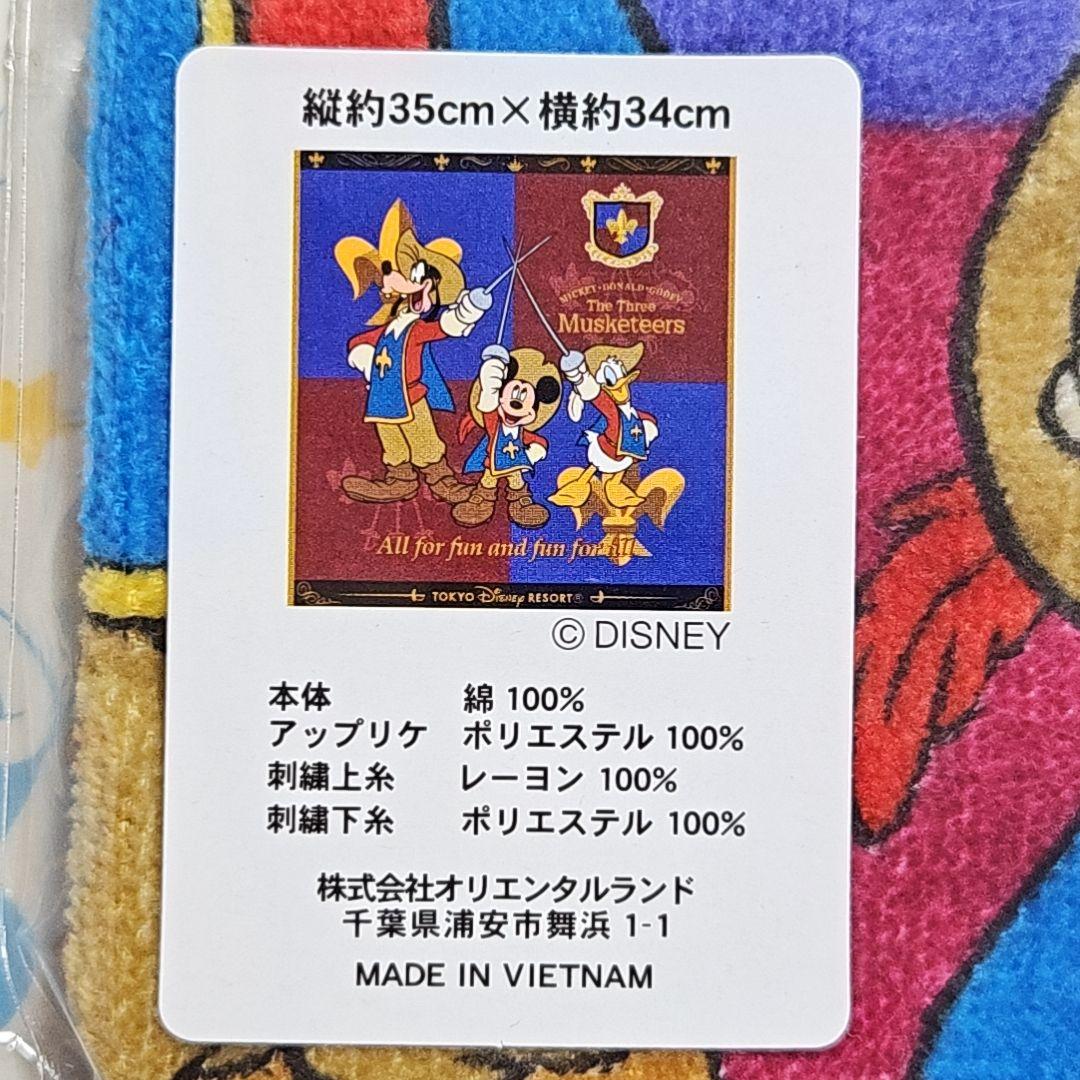 縦約35cm×横約34cm
MICKEY・DONALD・GOOFY
The Three
Musketeers
All for fun and fun for all
TOKYO Disney RESORT®
© DISNEY
本体 綿 100%
アップリケ ポリエステル 100%
刺繍上糸 レーヨン 100%
刺繍下糸 ポリエステル 100%
株式会社オリエンタルランド
千葉県浦安市舞浜 1-1
MADE IN VIETNAM